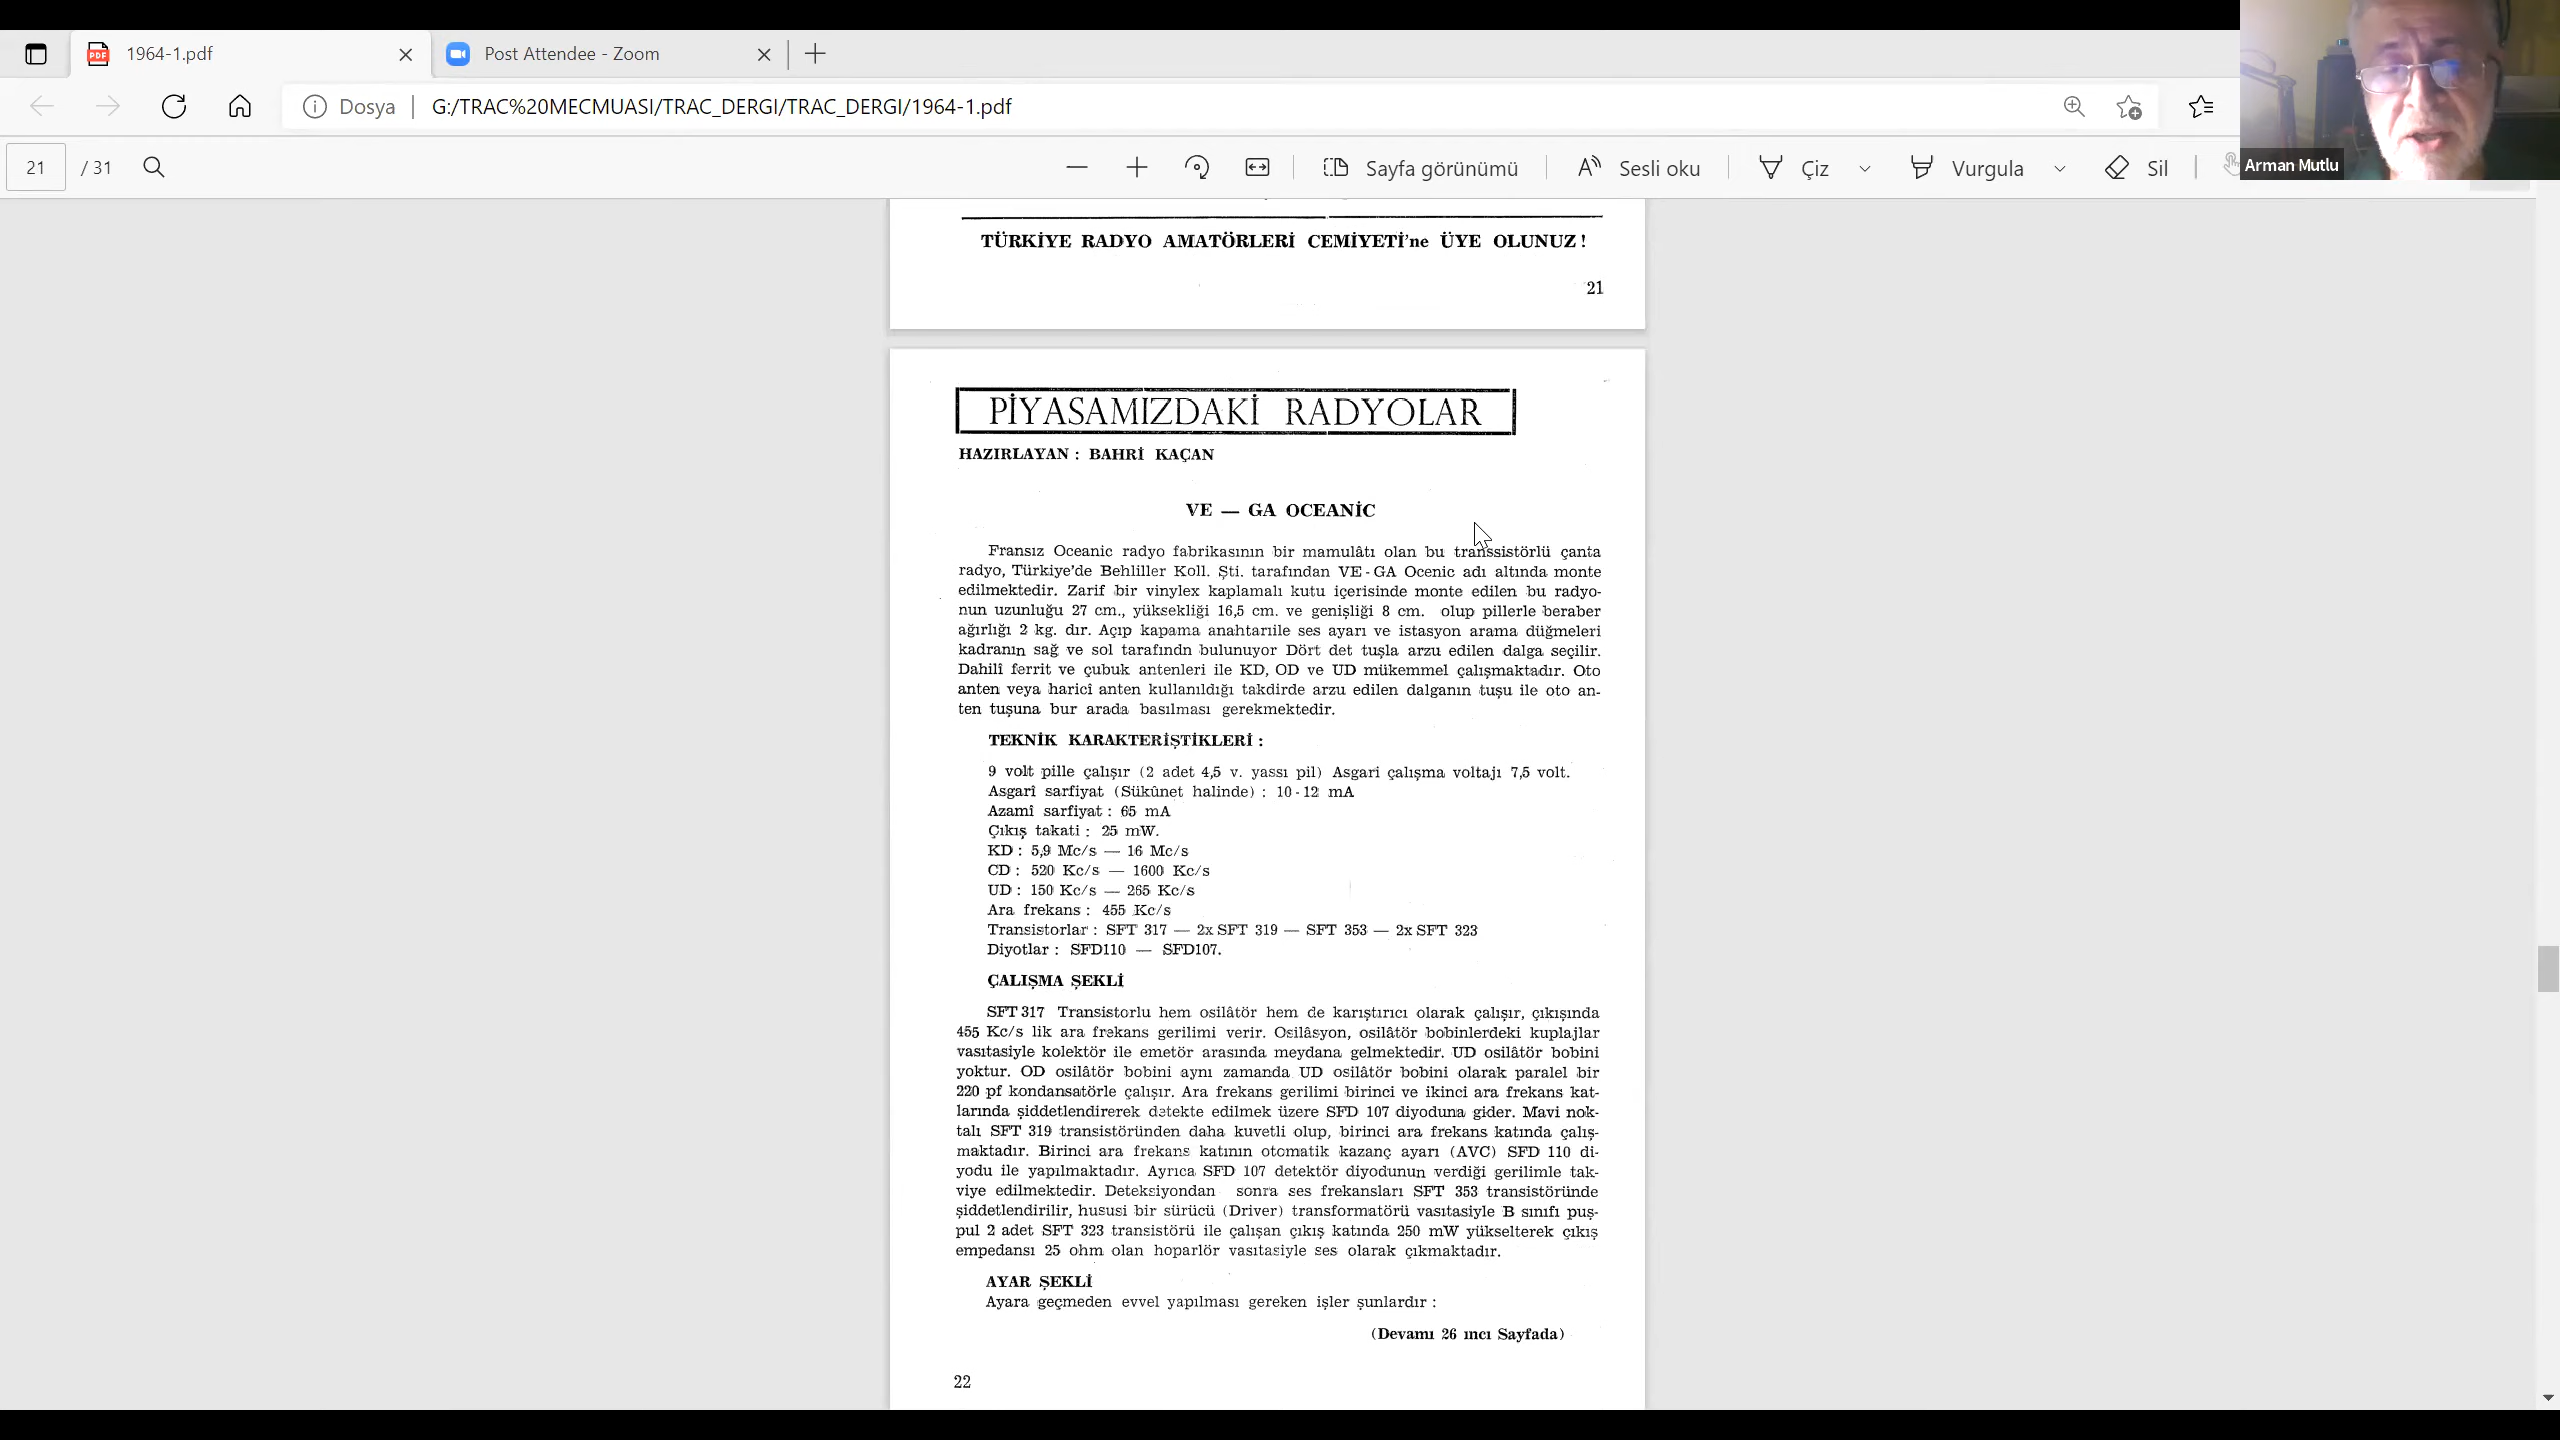 1964-1.pdf
Post Attendee - Zoom
Dosya
G:/TRAC%20MECMUASI/TRAC_DERGI/TRAC_DERGI/1964-1.pdf
Arman Mutlu
21 / 31
Sayfa görünümü
Sesli oku
Çiz
Vurgula
Sil
TÜRKİYE RADYO AMATÖRLERİ CEMİYETİ'ne ÜYE OLUNUZ !
21
PİYASAMIZDAKİ RADYOLAR
HAZIRLAYAN : BAHRİ KAÇAN
VE — GA OCEANİC
Fransız Oceanic radyo fabrikasının bir mamulâtı olan bu transsistörlü çanta
radyo, Türkiye'de Behliller Koll. Şti. tarafından VE - GA Ocenic adı altında monte
edilmektedir. Zarif bir vinylex kaplamalı kutu içerisinde monte edilen bu radyo-
nun uzunluğu 27 cm., yüksekliği 16,5 cm. ve genişliği 8 cm. olup pillerle beraber
ağırlığı 2 kg. dır. Açıp kapama anahtarıile ses ayarı ve istasyon arama düğmeleri
kadranın sağ ve sol tarafındn bulunuyor Dört det tuşla arzu edilen dalga seçilir.
Dahilî ferrit ve çubuk antenleri ile KD, OD ve UD mükemmel çalışmaktadır. Oto
anten veya haricî anten kullanıldığı takdirde arzu edilen dalganın tuşu ile oto an-
ten tuşuna bur arada basılması gerekmektedir.
TEKNİK KARAKTERİŞTİKLERİ :
9 volt pille çalışır (2 adet 4,5 v. yassı pil) Asgari çalışma voltajı 7,5 volt.
Asgarî sarfiyat (Sükûnet halinde) : 10 - 12 mA
Azamî sarfiyat : 65 mA
Çıkış takati : 25 mW.
KD : 5,9 Mc/s — 16 Mc/s
CD : 520 Kc/s — 1600 Kc/s
UD : 150 Kc/s — 265 Kc/s
Ara frekans : 455 Kc/s
Transistorlar : SFT 317 — 2x SFT 319 — SFT 353 — 2x SFT 323
Diyotlar : SFD110 — SFD107.
ÇALIŞMA ŞEKLİ
SFT 317 Transistorlu hem osilâtör hem de karıştırıcı olarak çalışır, çıkışında
455 Kc/s lik ara frekans gerilimi verir. Osilâsyon, osilâtör bobinlerdeki kuplajlar
vasıtasiyle kolektör ile emetör arasında meydana gelmektedir. UD osilâtör bobini
yoktur. OD osilâtör bobini aynı zamanda UD osilâtör bobini olarak paralel bir
220 pf kondansatörle çalışır. Ara frekans gerilimi birinci ve ikinci ara frekans kat-
larında şiddetlendirerek detekte edilmek üzere SFD 107 diyoduna gider. Mavi nok-
talı SFT 319 transistöründen daha kuvetli olup, birinci ara frekans katında çalış-
maktadır. Birinci ara frekans katının otomatik kazanç ayarı (AVC) SFD 110 di-
yodu ile yapılmaktadır. Ayrıca SFD 107 detektör diyodunun verdiği gerilimle tak-
viye edilmektedir. Deteksiyondan sonra ses frekansları SFT 353 transistöründe
şiddetlendirilir, hususi bir sürücü (Driver) transformatörü vasıtasiyle B sınıfı puş-
pul 2 adet SFT 323 transistörü ile çalışan çıkış katında 250 mW yükselterek çıkış
empedansı 25 ohm olan hoparlör vasıtasiyle ses olarak çıkmaktadır.
AYAR ŞEKLİ
Ayara geçmeden evvel yapılması gereken işler şunlardır :
(Devamı 26 ıncı Sayfada)
22